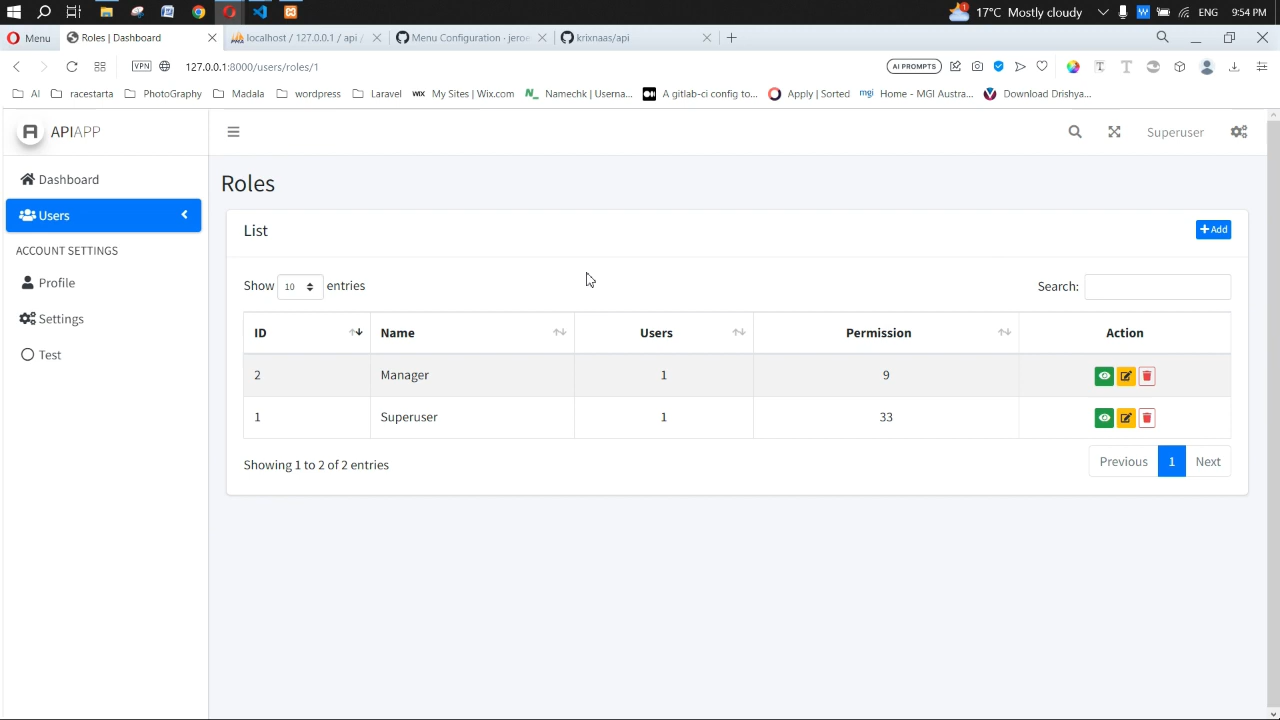 17°C Mostly cloudy ENG 9:54 PM
Menu Roles | Dashboard localhost / 127.0.0.1 / api / Menu Configuration · jeroe krixnaas/api
VPN 127.0.0.1:8000/users/roles/1 AI PROMPTS
AI racestarta PhotoGraphy Madala wordpress Laravel WIX My Sites | Wix.com N_ Namechk | Userna... A gitlab-ci config to... Apply | Sorted mgi Home - MGI Austra... Download Drishya...
APIAPP
Superuser
Dashboard
Roles
Users
List
Add
ACCOUNT SETTINGS
Profile
Show 10 entries
Search:
Settings
ID Name Users Permission Action
Test
2 Manager 1 9
1 Superuser 1 33
Showing 1 to 2 of 2 entries
Previous 1 Next